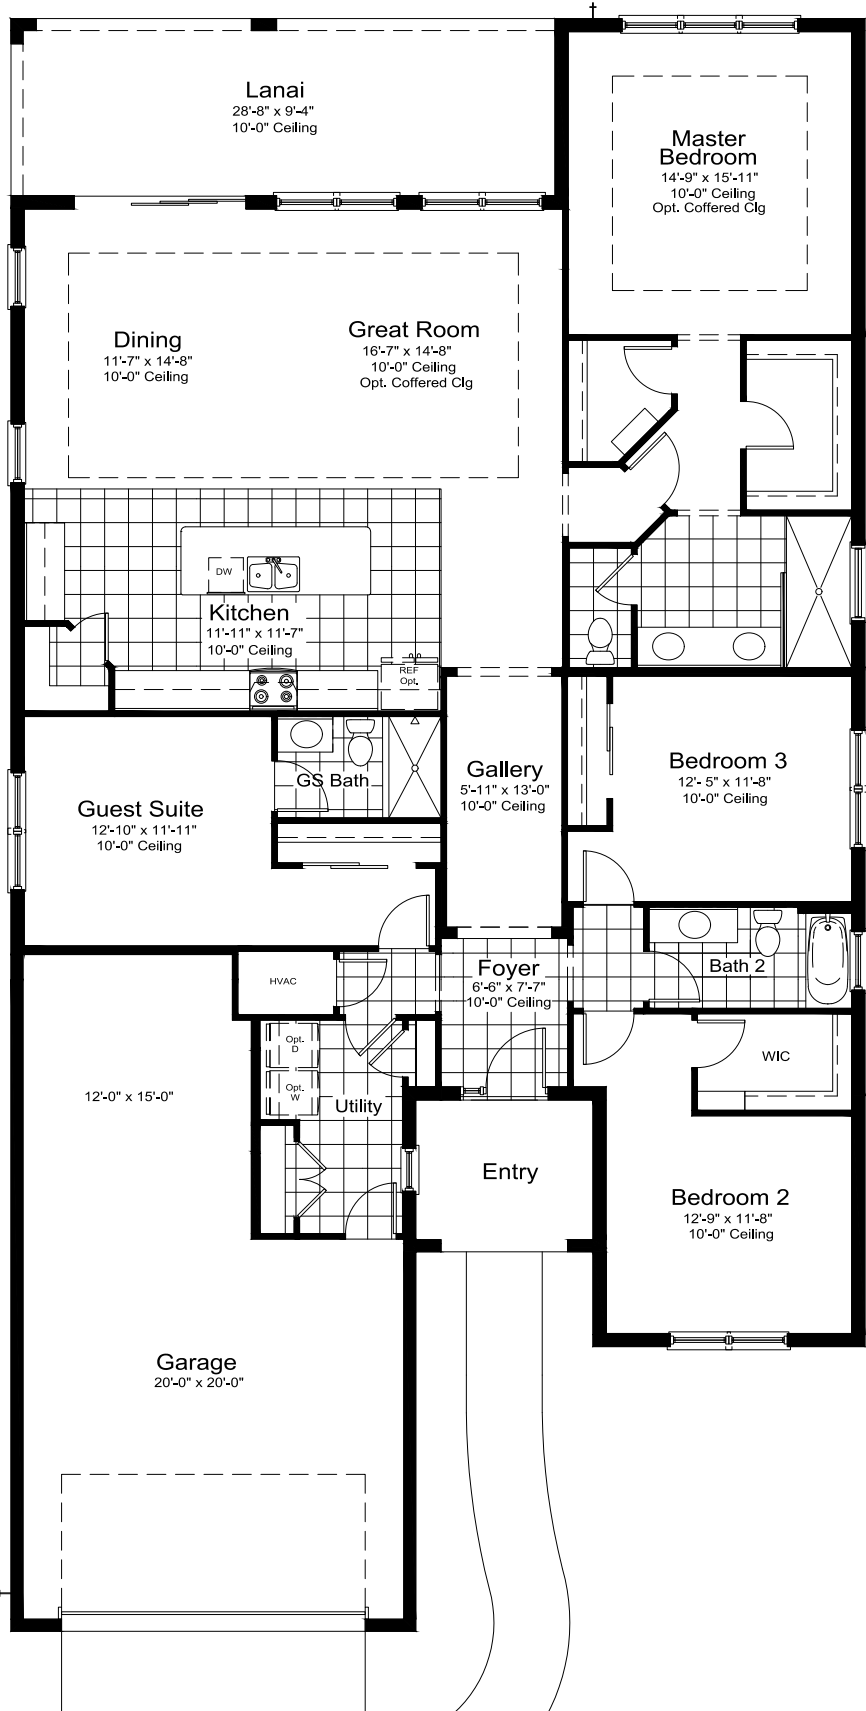 Lanai
28'-8" x 9'-4"
10'-0" Ceiling
Master
Bedroom
14'-9" x 15'-11"
10'-0" Ceiling
Opt. Coffered Clg
Dining
11'-7" x 14'-8"
10'-0" Ceiling
Great Room
16'-7" x 14'-8"
10'-0" Ceiling
Opt. Coffered Clg
DW
Kitchen
11'-11" x 11'-7"
10'-0" Ceiling
REF
Opt.
Gallery
5'-11" x 13'-0"
10'-0" Ceiling
Bedroom 3
12'- 5" x 11'-8"
10'-0" Ceiling
GS Bath
Guest Suite
12'-10" x 11'-11"
10'-0" Ceiling
HVAC
Foyer
6'-6" x 7'-7"
10'-0" Ceiling
Bath 2
Opt.
D
Opt.
W
Utility
WIC
12'-0" x 15'-0"
Entry
Bedroom 2
12'-9" x 11'-8"
10'-0" Ceiling
Garage
20'-0" x 20'-0"